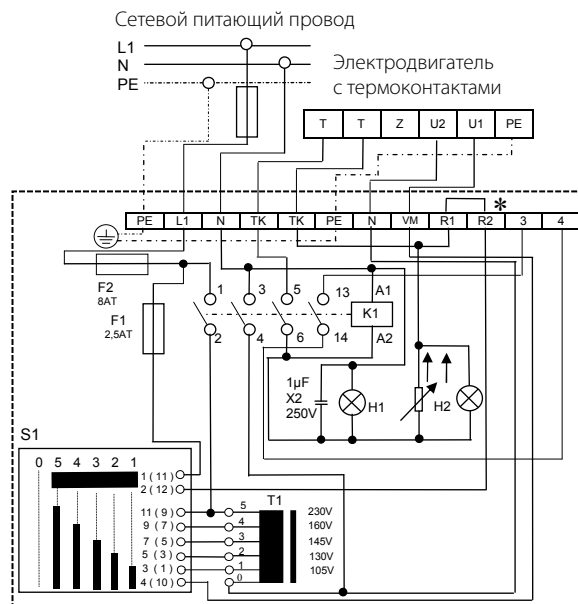 Сетевой питающий провод
L1
N
PE
Электродвигатель
с термоконтактами
T T Z U2 U1 PE
*
PE L1 N TK TK PE N VM R1 R2 3 4
F2
8AT
F1
2,5AT
1 3 5 13 A1
K1
2 4 6 14 A2
1µF
X2
250V
H1
H2
S1
0 5 4 3 2 1
1 ( 11 )
2 ( 12 )
11 ( 9 )
9 ( 7 )
7 ( 5 )
5 ( 3 )
3 ( 1 )
4 ( 10 )
T1
5 230V
4 160V
3 145V
2 130V
1 105V
0